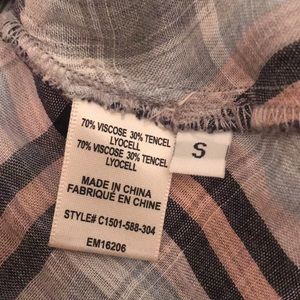 70% VISCOSE 30% TENCEL
LYOCELL
70% VISCOSE 30% TENCEL
LYOCELL
MADE IN CHINA
FABRIQUÉ EN CHINE
STYLE# C1501-588-304
EM16206
S